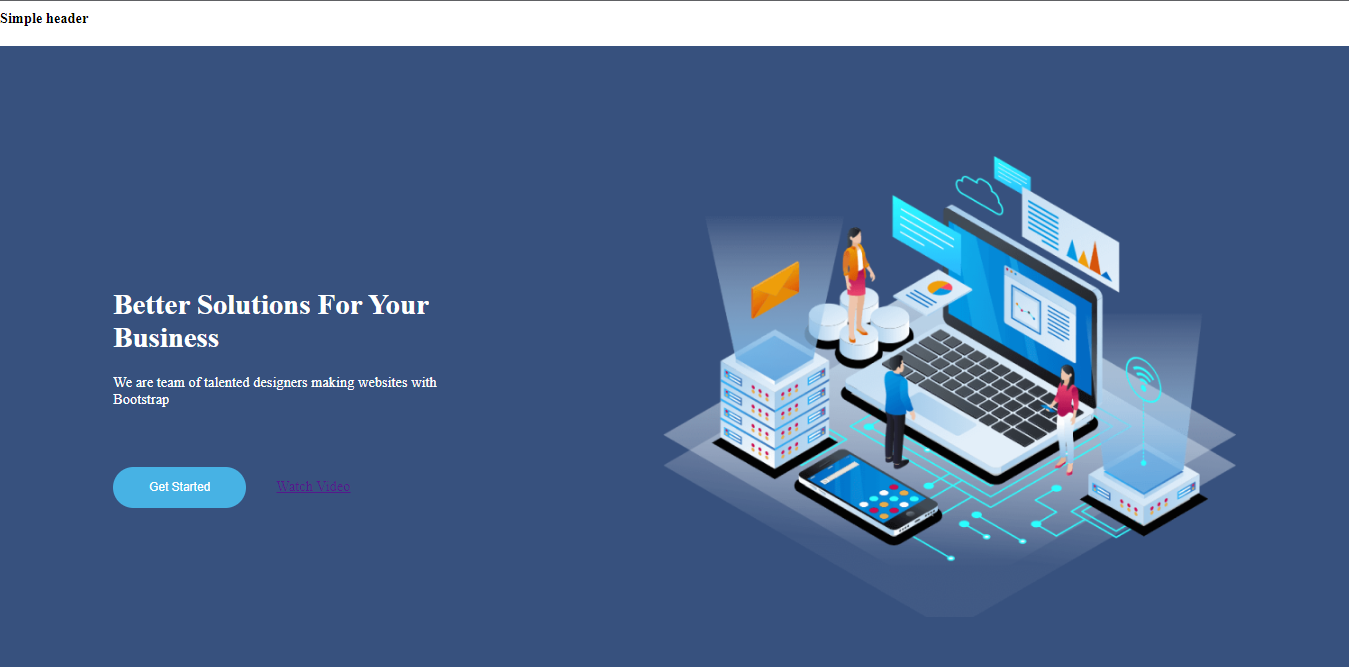 Simple header
Better Solutions For Your
Business
We are team of talented designers making websites with
Bootstrap
Get Started
Watch Video